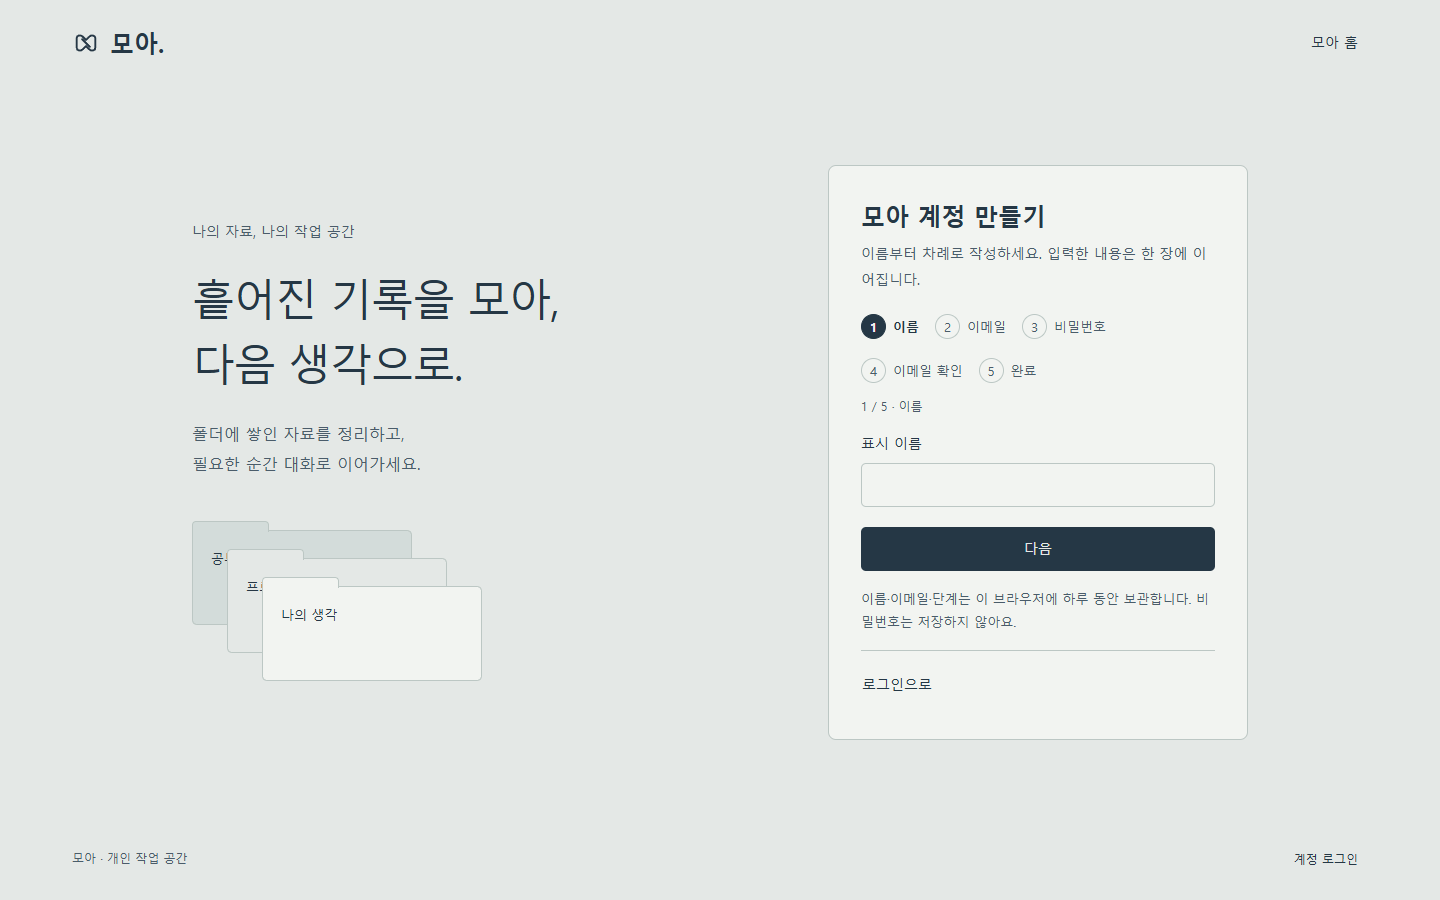 모아.
모아 홈
나의 자료, 나의 작업 공간
흩어진 기록을 모아,
다음 생각으로.
폴더에 쌓인 자료를 정리하고,
필요한 순간 대화로 이어가세요.
나의 생각
모아 계정 만들기
이름부터 차례로 작성하세요. 입력한 내용은 한 장에 이
어집니다.
1 이름 2 이메일 3 비밀번호
4 이메일 확인 5 완료
1 / 5 · 이름
표시 이름
다음
이름·이메일·단계는 이 브라우저에 하루 동안 보관합니다. 비
밀번호는 저장하지 않아요.
로그인으로
모아 · 개인 작업 공간
계정 로그인